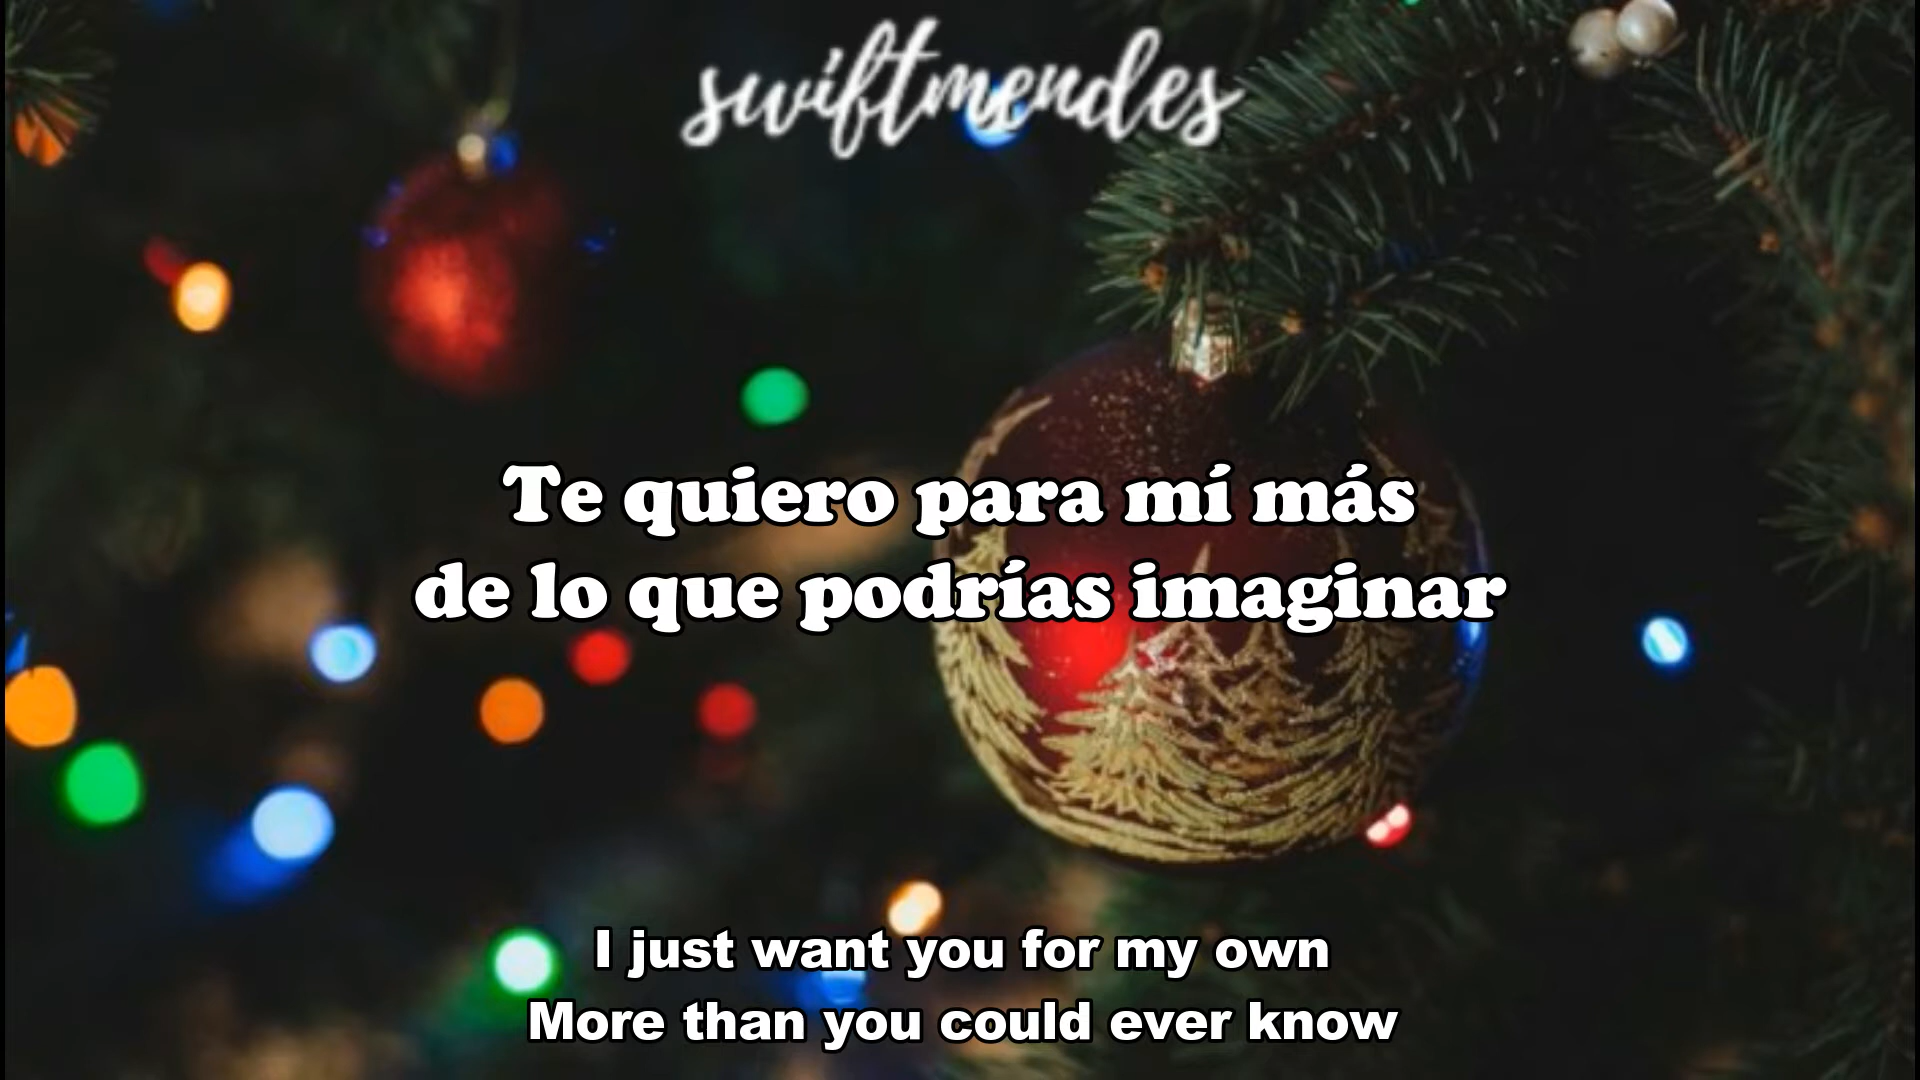 swiftmendes
Te quiero para mí más
de lo que podrías imaginar
I just want you for my own
More than you could ever know